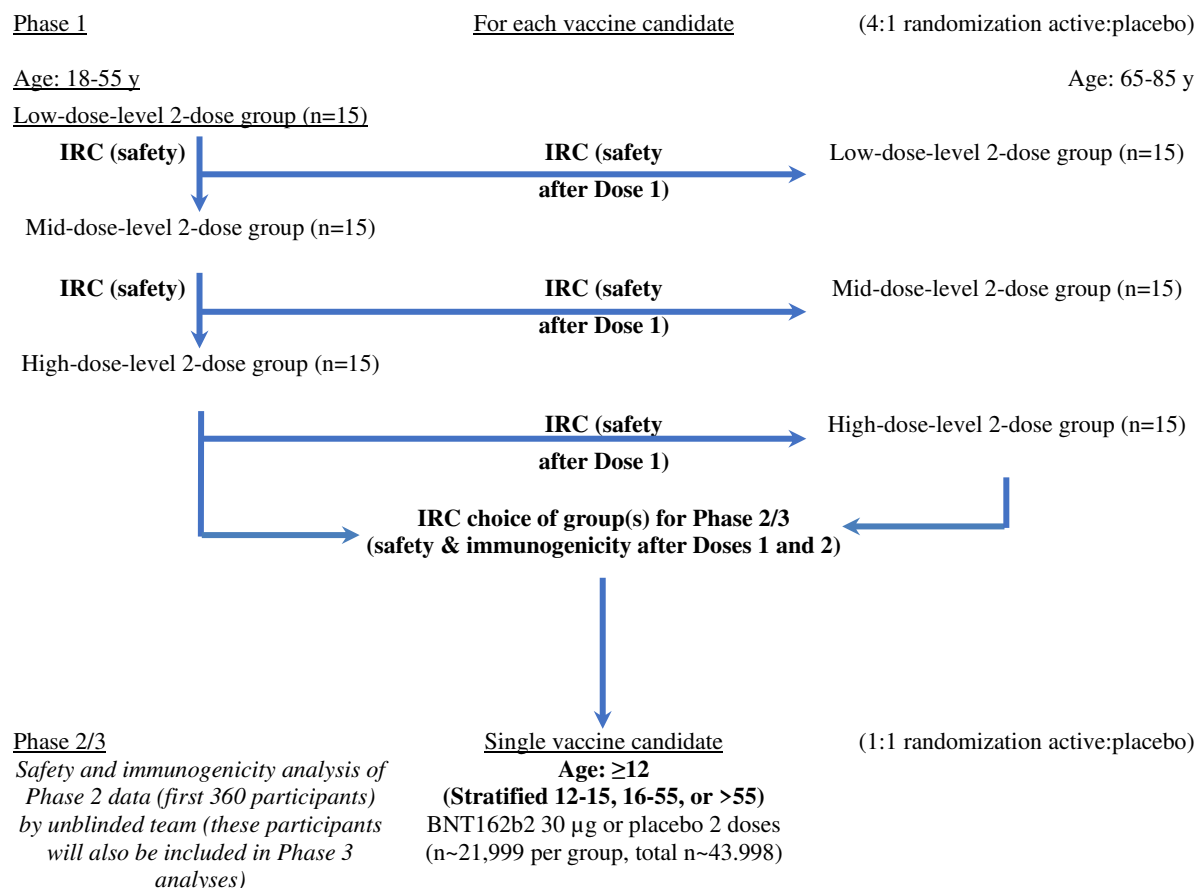 Phase 1 For each vaccine candidate (4:1 randomization active:placebo)
Age: 18-55 y Age: 65-85 y
Low-dose-level 2-dose group (n=15)
IRC (safety) IRC (safety Low-dose-level 2-dose group (n=15)
after Dose 1)
Mid-dose-level 2-dose group (n=15)
IRC (safety) IRC (safety Mid-dose-level 2-dose group (n=15)
after Dose 1)
High-dose-level 2-dose group (n=15)
IRC (safety High-dose-level 2-dose group (n=15)
after Dose 1)
IRC choice of group(s) for Phase 2/3
(safety & immunogenicity after Doses 1 and 2)
Phase 2/3 Single vaccine candidate (1:1 randomization active:placebo)
Safety and immunogenicity analysis of Age: ≥12
Phase 2 data (first 360 participants) (Stratified 12-15, 16-55, or >55)
by unblinded team (these participants BNT162b2 30 µg or placebo 2 doses
will also be included in Phase 3 (n~21,999 per group, total n~43.998)
analyses)